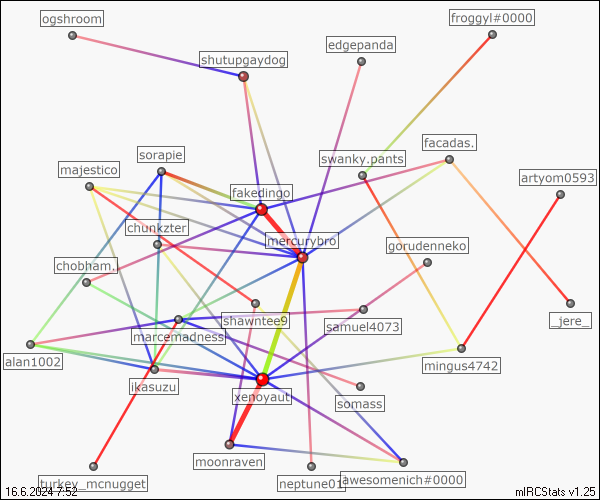 ogshroom
froggyl#0000
edgepanda
shutupgaydog
facadas.
sorapie
swanky.pants
majestico
artyom0593
fakedingo
chunkzter
mercurybro
gorudenneko
chobham.
shawntee9
samuel4073
_jere_
marcemadness
alan1002
mingus4742
ikasuzu
xenoyaut
somass
moonraven
turkey_mcnugget
neptune01
awesomenich#0000
16.6.2024 7:52
mIRCStats v1.25